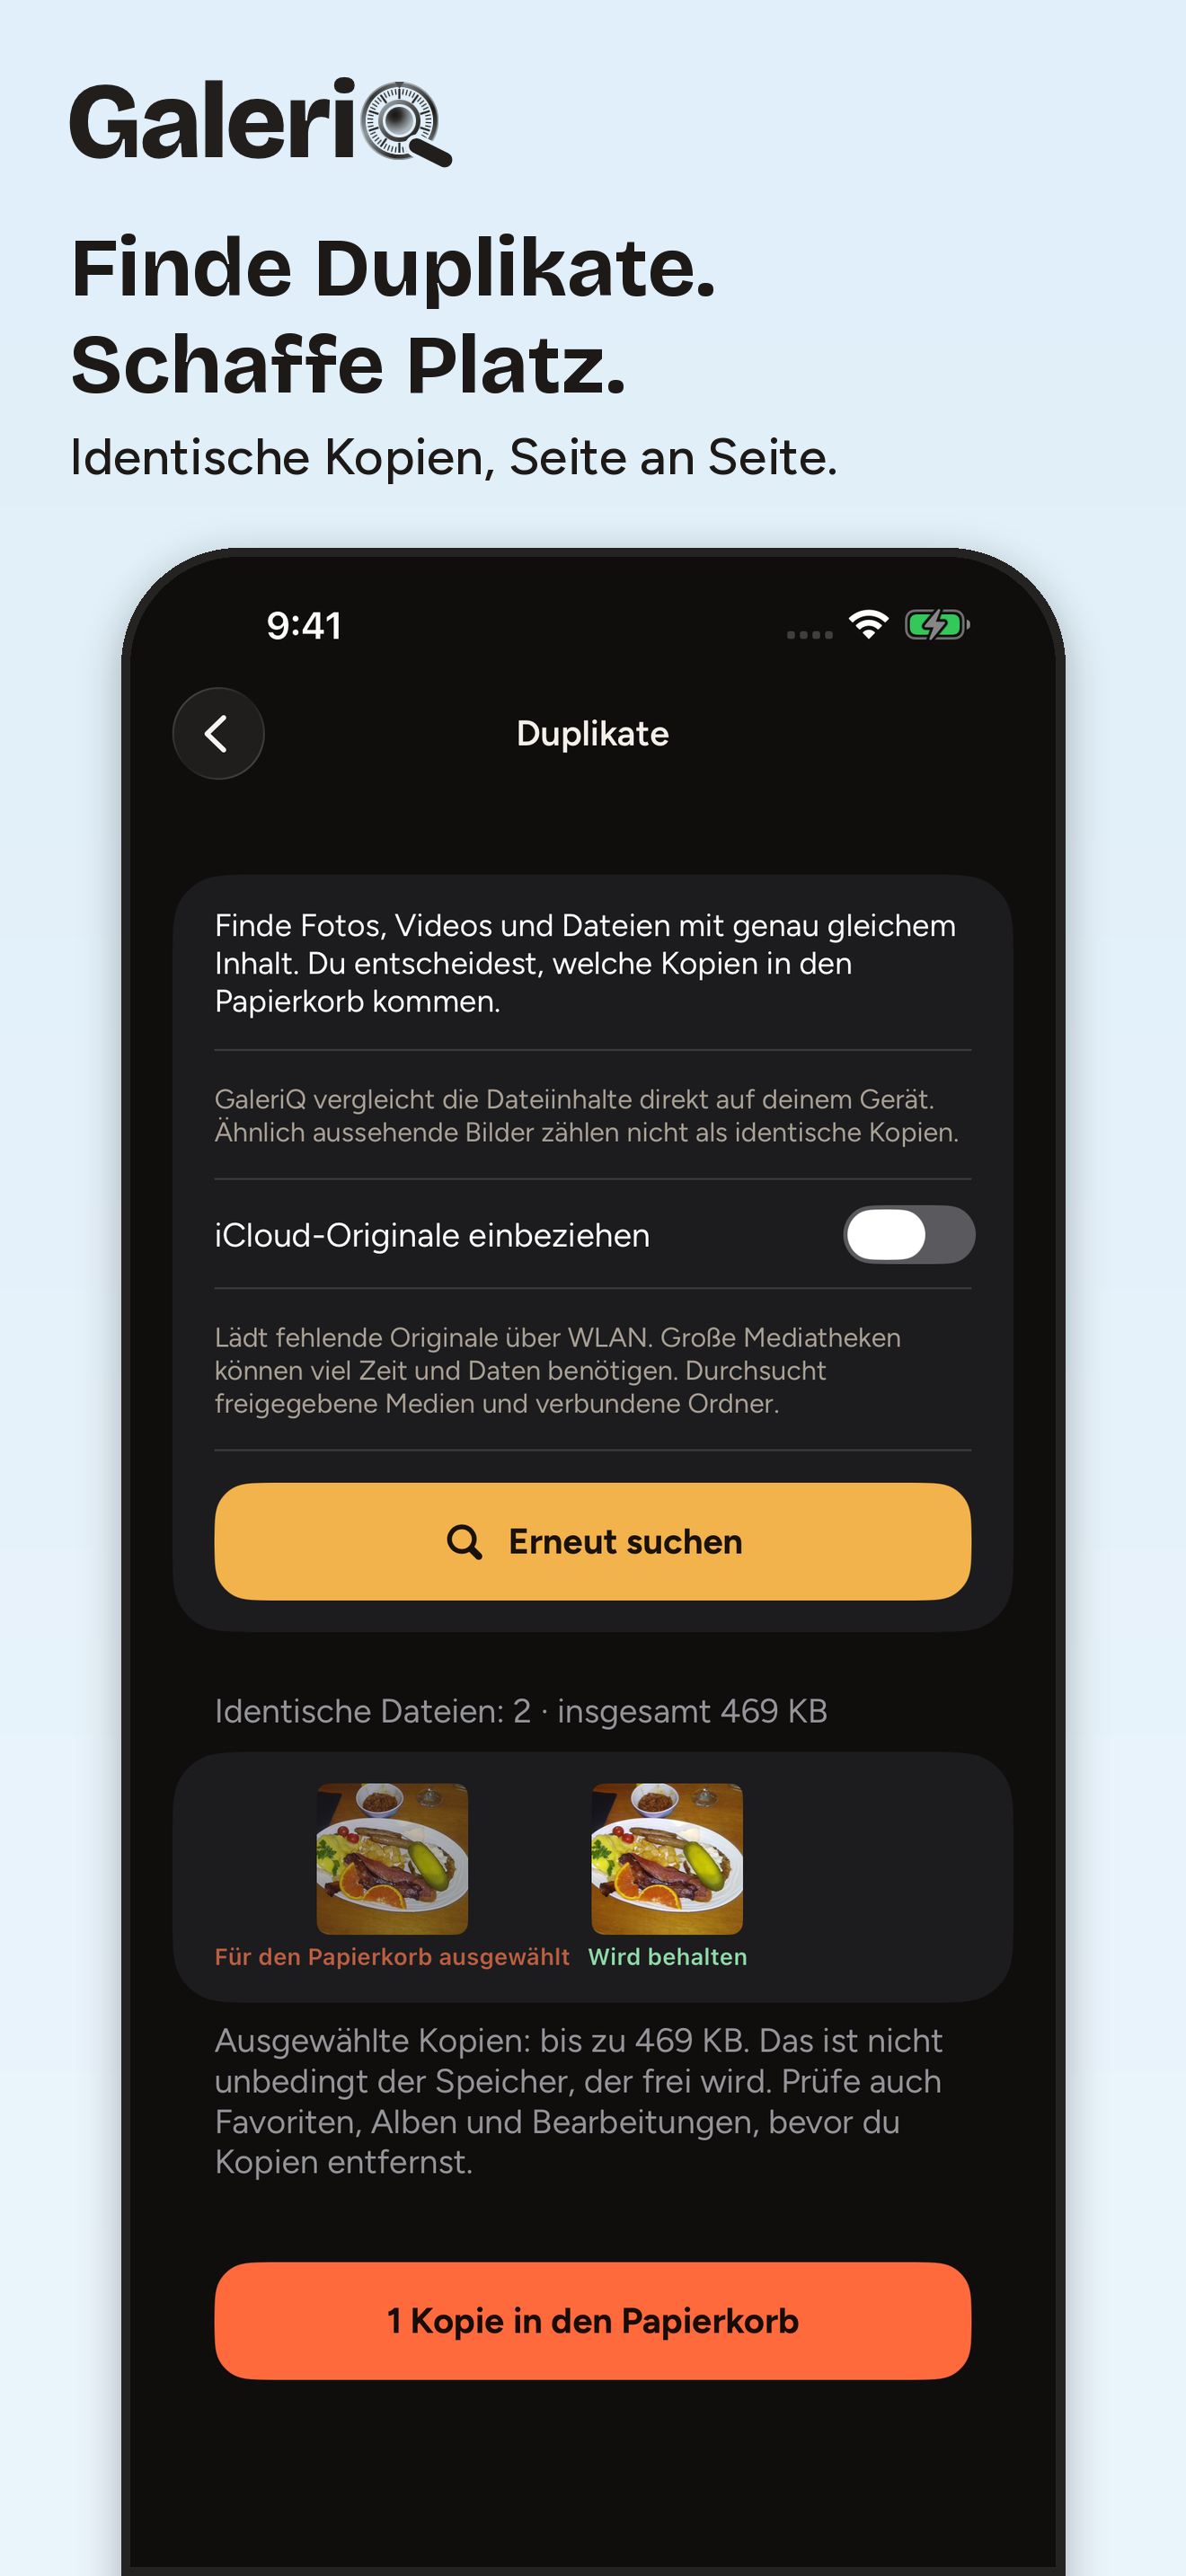 GaleriQ
Finde Duplikate.
Schaffe Platz.
Identische Kopien, Seite an Seite.
9:41
Duplikate
Finde Fotos, Videos und Dateien mit genau gleichem
Inhalt. Du entscheidest, welche Kopien in den
Papierkorb kommen.
GaleriQ vergleicht die Dateiinhalte direkt auf deinem Gerät.
Ähnlich aussehende Bilder zählen nicht als identische Kopien.
iCloud-Originale einbeziehen
Lädt fehlende Originale über WLAN. Große Mediatheken
können viel Zeit und Daten benötigen. Durchsucht
freigegebene Medien und verbundene Ordner.
Erneut suchen
Identische Dateien: 2 · insgesamt 469 KB
Für den Papierkorb ausgewählt Wird behalten
Ausgewählte Kopien: bis zu 469 KB. Das ist nicht
unbedingt der Speicher, der frei wird. Prüfe auch
Favoriten, Alben und Bearbeitungen, bevor du
Kopien entfernst.
1 Kopie in den Papierkorb